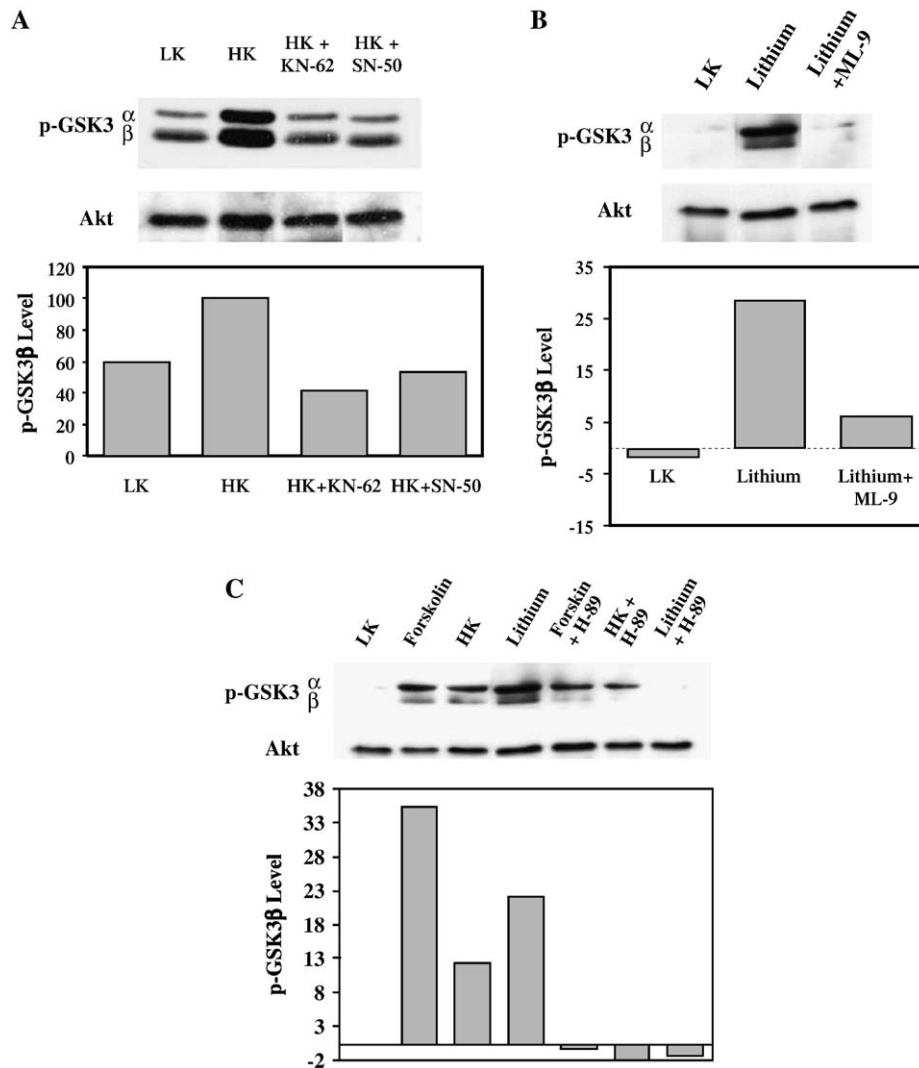 A
LK HK HK + KN-62 HK + SN-50
p-GSK3 α β
Akt
p-GSK3β Level
120
100
80
60
40
20
0
LK HK HK+KN-62 HK+SN-50
B
LK Lithium Lithium +ML-9
p-GSK3 α β
Akt
p-GSK3β Level
35
25
15
5
-5
-15
LK Lithium Lithium+ ML-9
C
LK Forskolin HK Lithium Forskin + H-89 HK + H-89 Lithium + H-89
p-GSK3 α β
Akt
p-GSK3β Level
38
33
28
23
18
13
8
3
-2